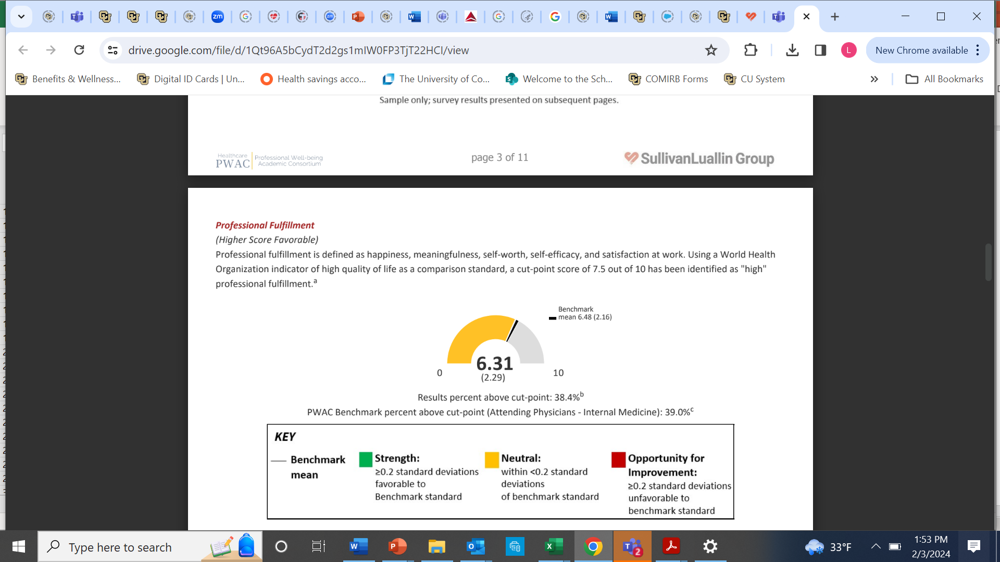 drive.google.com/file/d/1Qt96A5bCydT2d2gs1mIW0FP3TjT22HCI/view
L
New Chrome available
Benefits & Wellness...
Digital ID Cards | Un...
Health savings acco...
The University of Co...
Welcome to the Sch...
COMIRB Forms
CU System
All Bookmarks
Sample only; survey results presented on subsequent pages.
Healthcare
PWAC
Professional Well-being
Academic Consortium
page 3 of 11
SullivanLuallin Group
Professional Fulfillment
(Higher Score Favorable)
Professional fulfillment is defined as happiness, meaningfulness, self-worth, self-efficacy, and satisfaction at work. Using a World Health
Organization indicator of high quality of life as a comparison standard, a cut-point score of 7.5 out of 10 has been identified as "high"
professional fulfillment.a
Benchmark
mean 6.48 (2.16)
6.31
(2.29)
0
10
Results percent above cut-point: 38.4%b
PWAC Benchmark percent above cut-point (Attending Physicians - Internal Medicine): 39.0%c
KEY
Benchmark
mean
Strength:
≥0.2 standard deviations
favorable to
Benchmark standard
Neutral:
within <0.2 standard
deviations
of benchmark standard
Opportunity for
Improvement:
≥0.2 standard deviations
unfavorable to
benchmark standard
Type here to search
2
33°F
1:53 PM
2/3/2024